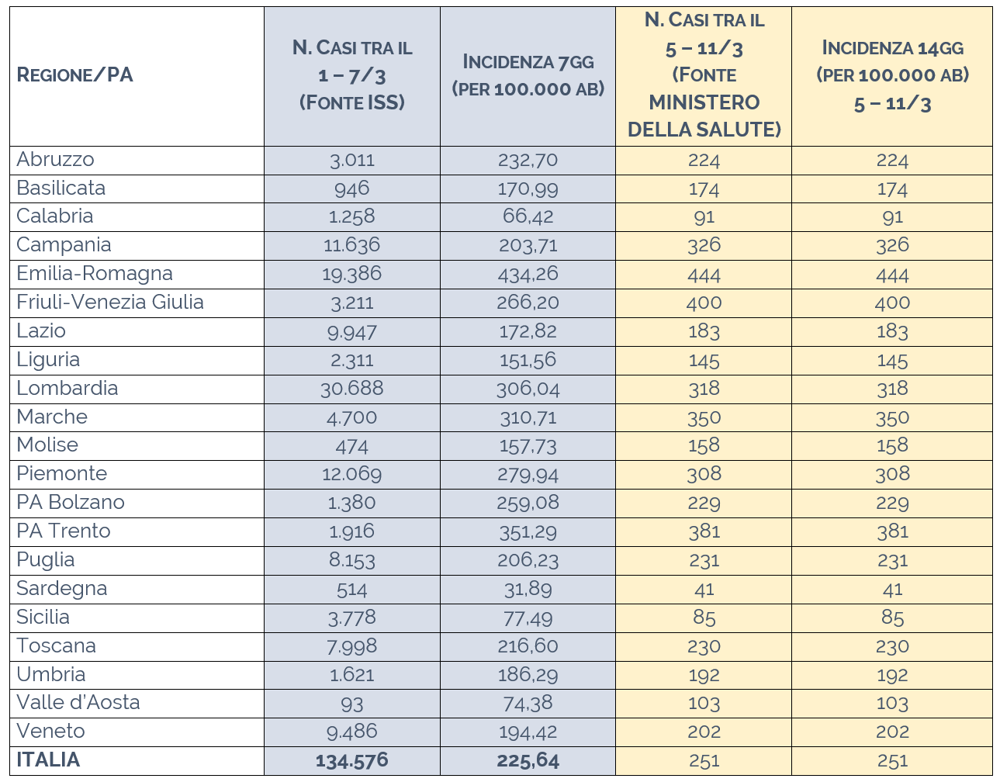 REGIONE/PA
N. CASI TRA IL
1 – 7/3
(FONTE ISS)
INCIDENZA 7GG
(PER 100.000 AB)
N. CASI TRA IL
5 – 11/3
(FONTE
MINISTERO
DELLA SALUTE)
INCIDENZA 14GG
(PER 100.000 AB)
5 – 11/3
Abruzzo 3.011 232,70 224 224
Basilicata 946 170,99 174 174
Calabria 1.258 66,42 91 91
Campania 11.636 203,71 326 326
Emilia-Romagna 19.386 434,26 444 444
Friuli-Venezia Giulia 3.211 266,20 400 400
Lazio 9.947 172,82 183 183
Liguria 2.311 151,56 145 145
Lombardia 30.688 306,04 318 318
Marche 4.700 310,71 350 350
Molise 474 157,73 158 158
Piemonte 12.069 279,94 308 308
PA Bolzano 1.380 259,08 229 229
PA Trento 1.916 351,29 381 381
Puglia 8.153 206,23 231 231
Sardegna 514 31,89 41 41
Sicilia 3.778 77,49 85 85
Toscana 7.998 216,60 230 230
Umbria 1.621 186,29 192 192
Valle d’Aosta 93 74,38 103 103
Veneto 9.486 194,42 202 202
ITALIA 134.576 225,64 251 251